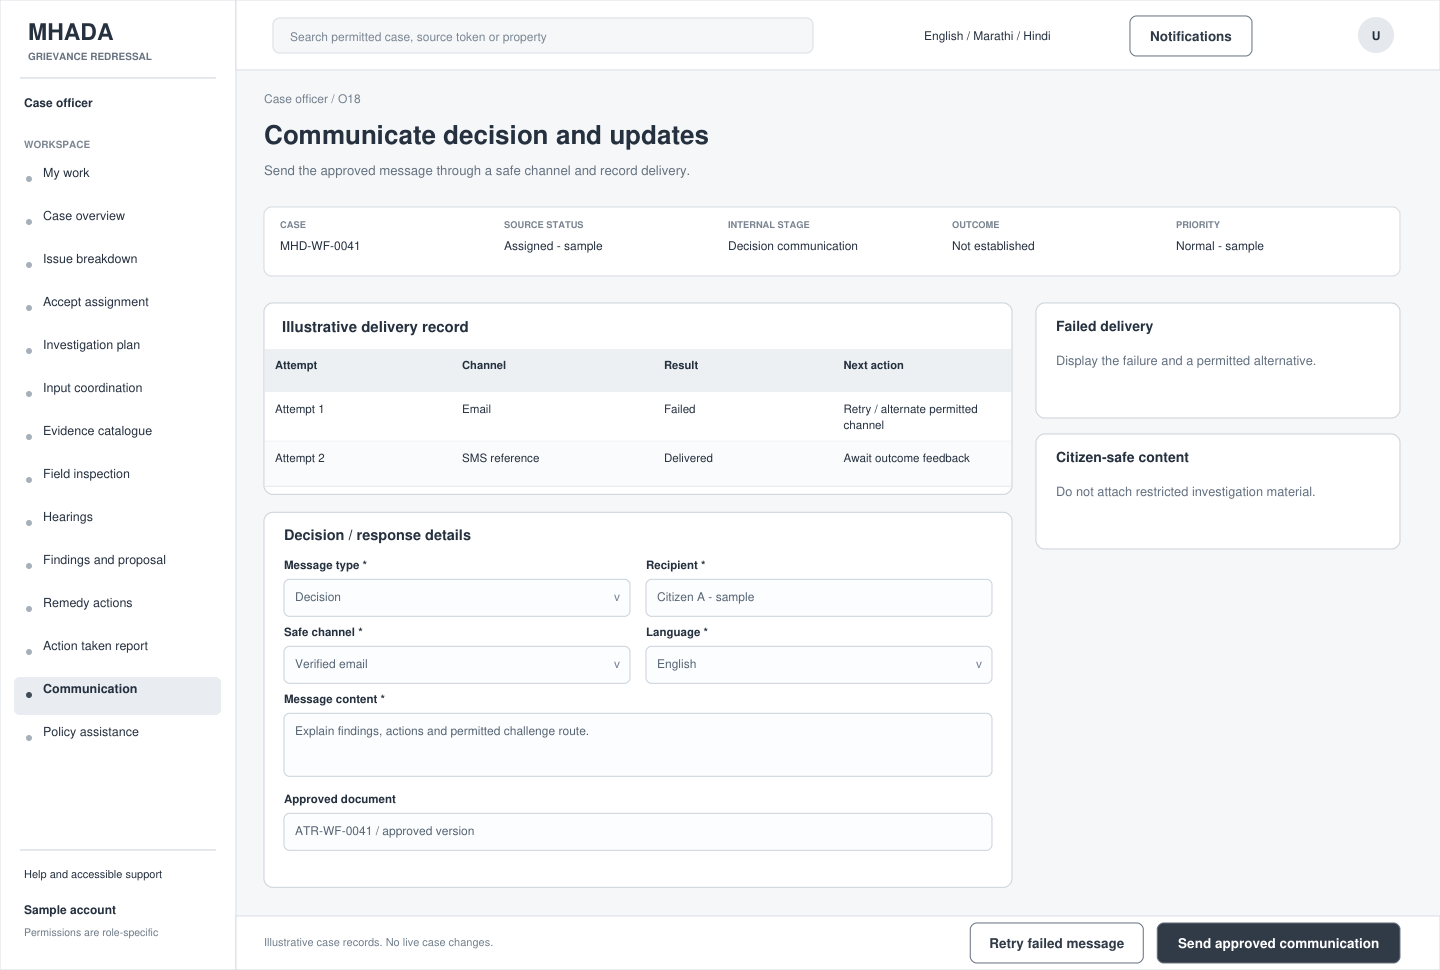 MHADA
GRIEVANCE REDRESSAL
Case officer
WORKSPACE
My work
Case overview
Issue breakdown
Accept assignment
Investigation plan
Input coordination
Evidence catalogue
Field inspection
Hearings
Findings and proposal
Remedy actions
Action taken report
Communication
Policy assistance
Help and accessible support
Sample account
Permissions are role-specific
Search permitted case, source token or property
English / Marathi / Hindi
Notifications
U
Case officer / O18
Communicate decision and updates
Send the approved message through a safe channel and record delivery.
CASE
MHD-WF-0041
SOURCE STATUS
Assigned - sample
INTERNAL STAGE
Decision communication
OUTCOME
Not established
PRIORITY
Normal - sample
Illustrative delivery record
Attempt Channel Result Next action
Attempt 1 Email Failed Retry / alternate permitted
channel
Attempt 2 SMS reference Delivered Await outcome feedback
Decision / response details
Message type *
Decision v
Recipient *
Citizen A - sample
Safe channel *
Verified email v
Language *
English v
Message content *
Explain findings, actions and permitted challenge route.
Approved document
ATR-WF-0041 / approved version
Failed delivery
Display the failure and a permitted alternative.
Citizen-safe content
Do not attach restricted investigation material.
Illustrative case records. No live case changes.
Retry failed message
Send approved communication